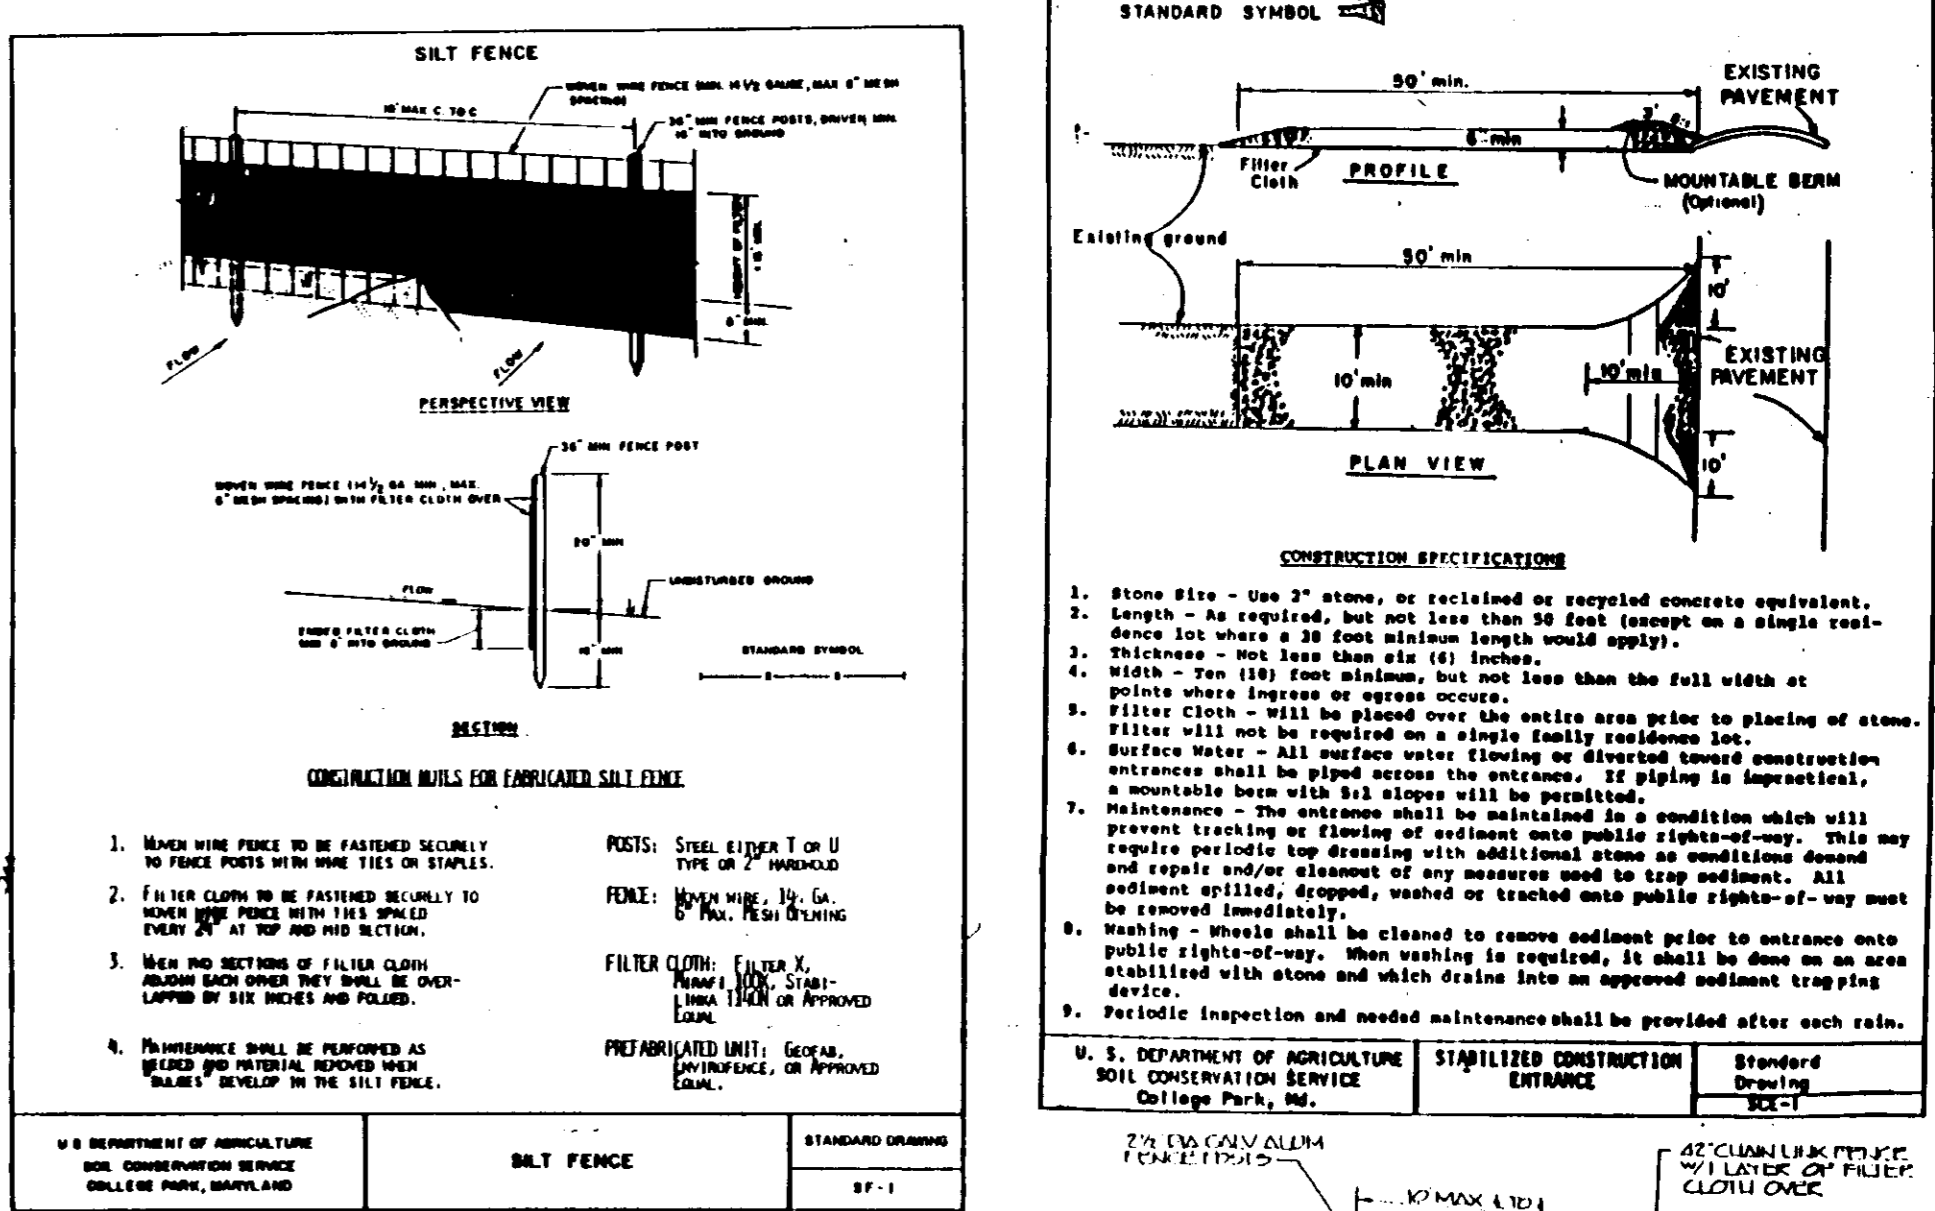 SILT FENCE
WOVEN WIRE FENCE (MIN. 14 1/2 GAUGE, MAX 6" MESH
SPACING)
10' MAX C. TO C
36" MIN FENCE POSTS, DRIVEN MIN.
16" INTO GROUND
HEIGHT OF FILTER
8" MIN.
FLOW
FLOW
PERSPECTIVE VIEW
36" MIN FENCE POST
WOVEN WIRE FENCE (14 1/2 GA MIN, MAX.
6" MESH SPACING) WITH FILTER CLOTH OVER
20" MIN
UNDISTURBED GROUND
FLOW
FILTER CLOTH
INTO GROUND
16" MIN
STANDARD SYMBOL
SECTION
CONSTRUCTION NOTES FOR FABRICATED SILT FENCE
1. WOVEN WIRE FENCE TO BE FASTENED SECURELY
TO FENCE POSTS WITH WIRE TIES OR STAPLES.
2. FILTER CLOTH TO BE FASTENED SECURELY TO
WOVEN WIRE FENCE WITH TIES SPACED
EVERY 24" AT TOP AND MID SECTION.
3. WHEN TWO SECTIONS OF FILTER CLOTH
ADJOIN EACH OTHER THEY SHALL BE OVER-
LAPPED BY SIX INCHES AND FOLDED.
4. MAINTENANCE SHALL BE PERFORMED AS
NEEDED AND MATERIAL REMOVED WHEN
"BULGES" DEVELOP IN THE SILT FENCE.
POSTS: STEEL EITHER T OR U
TYPE OR 2" HARDWOOD
FENCE: WOVEN WIRE, 14. GA.
6" MAX. MESH OPENING
FILTER CLOTH: FILTER X,
MIRAFI 100X, STABI-
LINKA T140N OR APPROVED
EQUAL
PREFABRICATED UNIT: GEOFAB,
ENVIROFENCE, OR APPROVED
EQUAL.
U S DEPARTMENT OF AGRICULTURE
SOIL CONSERVATION SERVICE
COLLEGE PARK, MARYLAND
SILT FENCE
STANDARD DRAWING
SF-1
STANDARD SYMBOL
50' min.
EXISTING
PAVEMENT
3'
6" min
Filter
Cloth
PROFILE
MOUNTABLE BERM
(Optional)
Existing ground
50' min
10'
10' min
10' min
EXISTING
PAVEMENT
10'
PLAN VIEW
CONSTRUCTION SPECIFICATIONS
1. Stone Size - Use 2" stone, or reclaimed or recycled concrete equivalent.
2. Length - As required, but not less than 50 feet (except on a single resi-
dence lot where a 30 foot minimum length would apply).
3. Thickness - Not less than six (6) inches.
4. Width - Ten (10) foot minimum, but not less than the full width at
points where ingress or egress occurs.
5. Filter Cloth - Will be placed over the entire area prior to placing of stone.
Filter will not be required on a single family residence lot.
6. Surface Water - All surface water flowing or diverted toward construction
entrances shall be piped across the entrance. If piping is impractical,
a mountable berm with 5:1 slopes will be permitted.
7. Maintenance - The entrance shall be maintained in a condition which will
prevent tracking or flowing of sediment onto public rights-of-way. This may
require periodic top dressing with additional stone as conditions demand
and repair and/or cleanout of any measures used to trap sediment. All
sediment spilled, dropped, washed or tracked onto public rights-of-way must
be removed immediately.
8. Washing - Wheels shall be cleaned to remove sediment prior to entrance onto
public rights-of-way. When washing is required, it shall be done on an area
stabilized with stone and which drains into an approved sediment trapping
device.
9. Periodic inspection and needed maintenance shall be provided after each rain.
U. S. DEPARTMENT OF AGRICULTURE
SOIL CONSERVATION SERVICE
College Park, Md.
STABILIZED CONSTRUCTION
ENTRANCE
Standard
Drawing
SCE-1
2½" DIA GALV ALUM
FENCE POSTS
10' MAX
42" CHAIN LINK FENCE
W/1 LAYER OF FILTER
CLOTH OVER